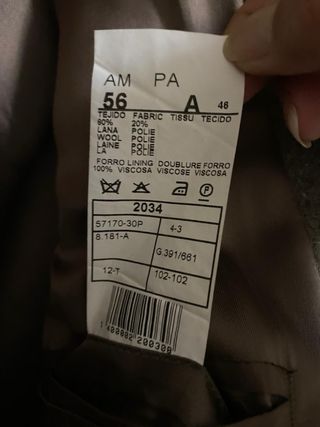 AM PA
56 A 46
TEJIDO FABRIC TISSU TECIDO
80% 20%
LANA POLIE
WOOL POLIE
LAINE POLIE
LA POLIE
FORRO LINING DOUBLURE FORRO
100% VISCOSA VISCOSE VISCOSA
P
2034
57170-30P 4-3
8.181-A
G.391/661
12-T 102-102